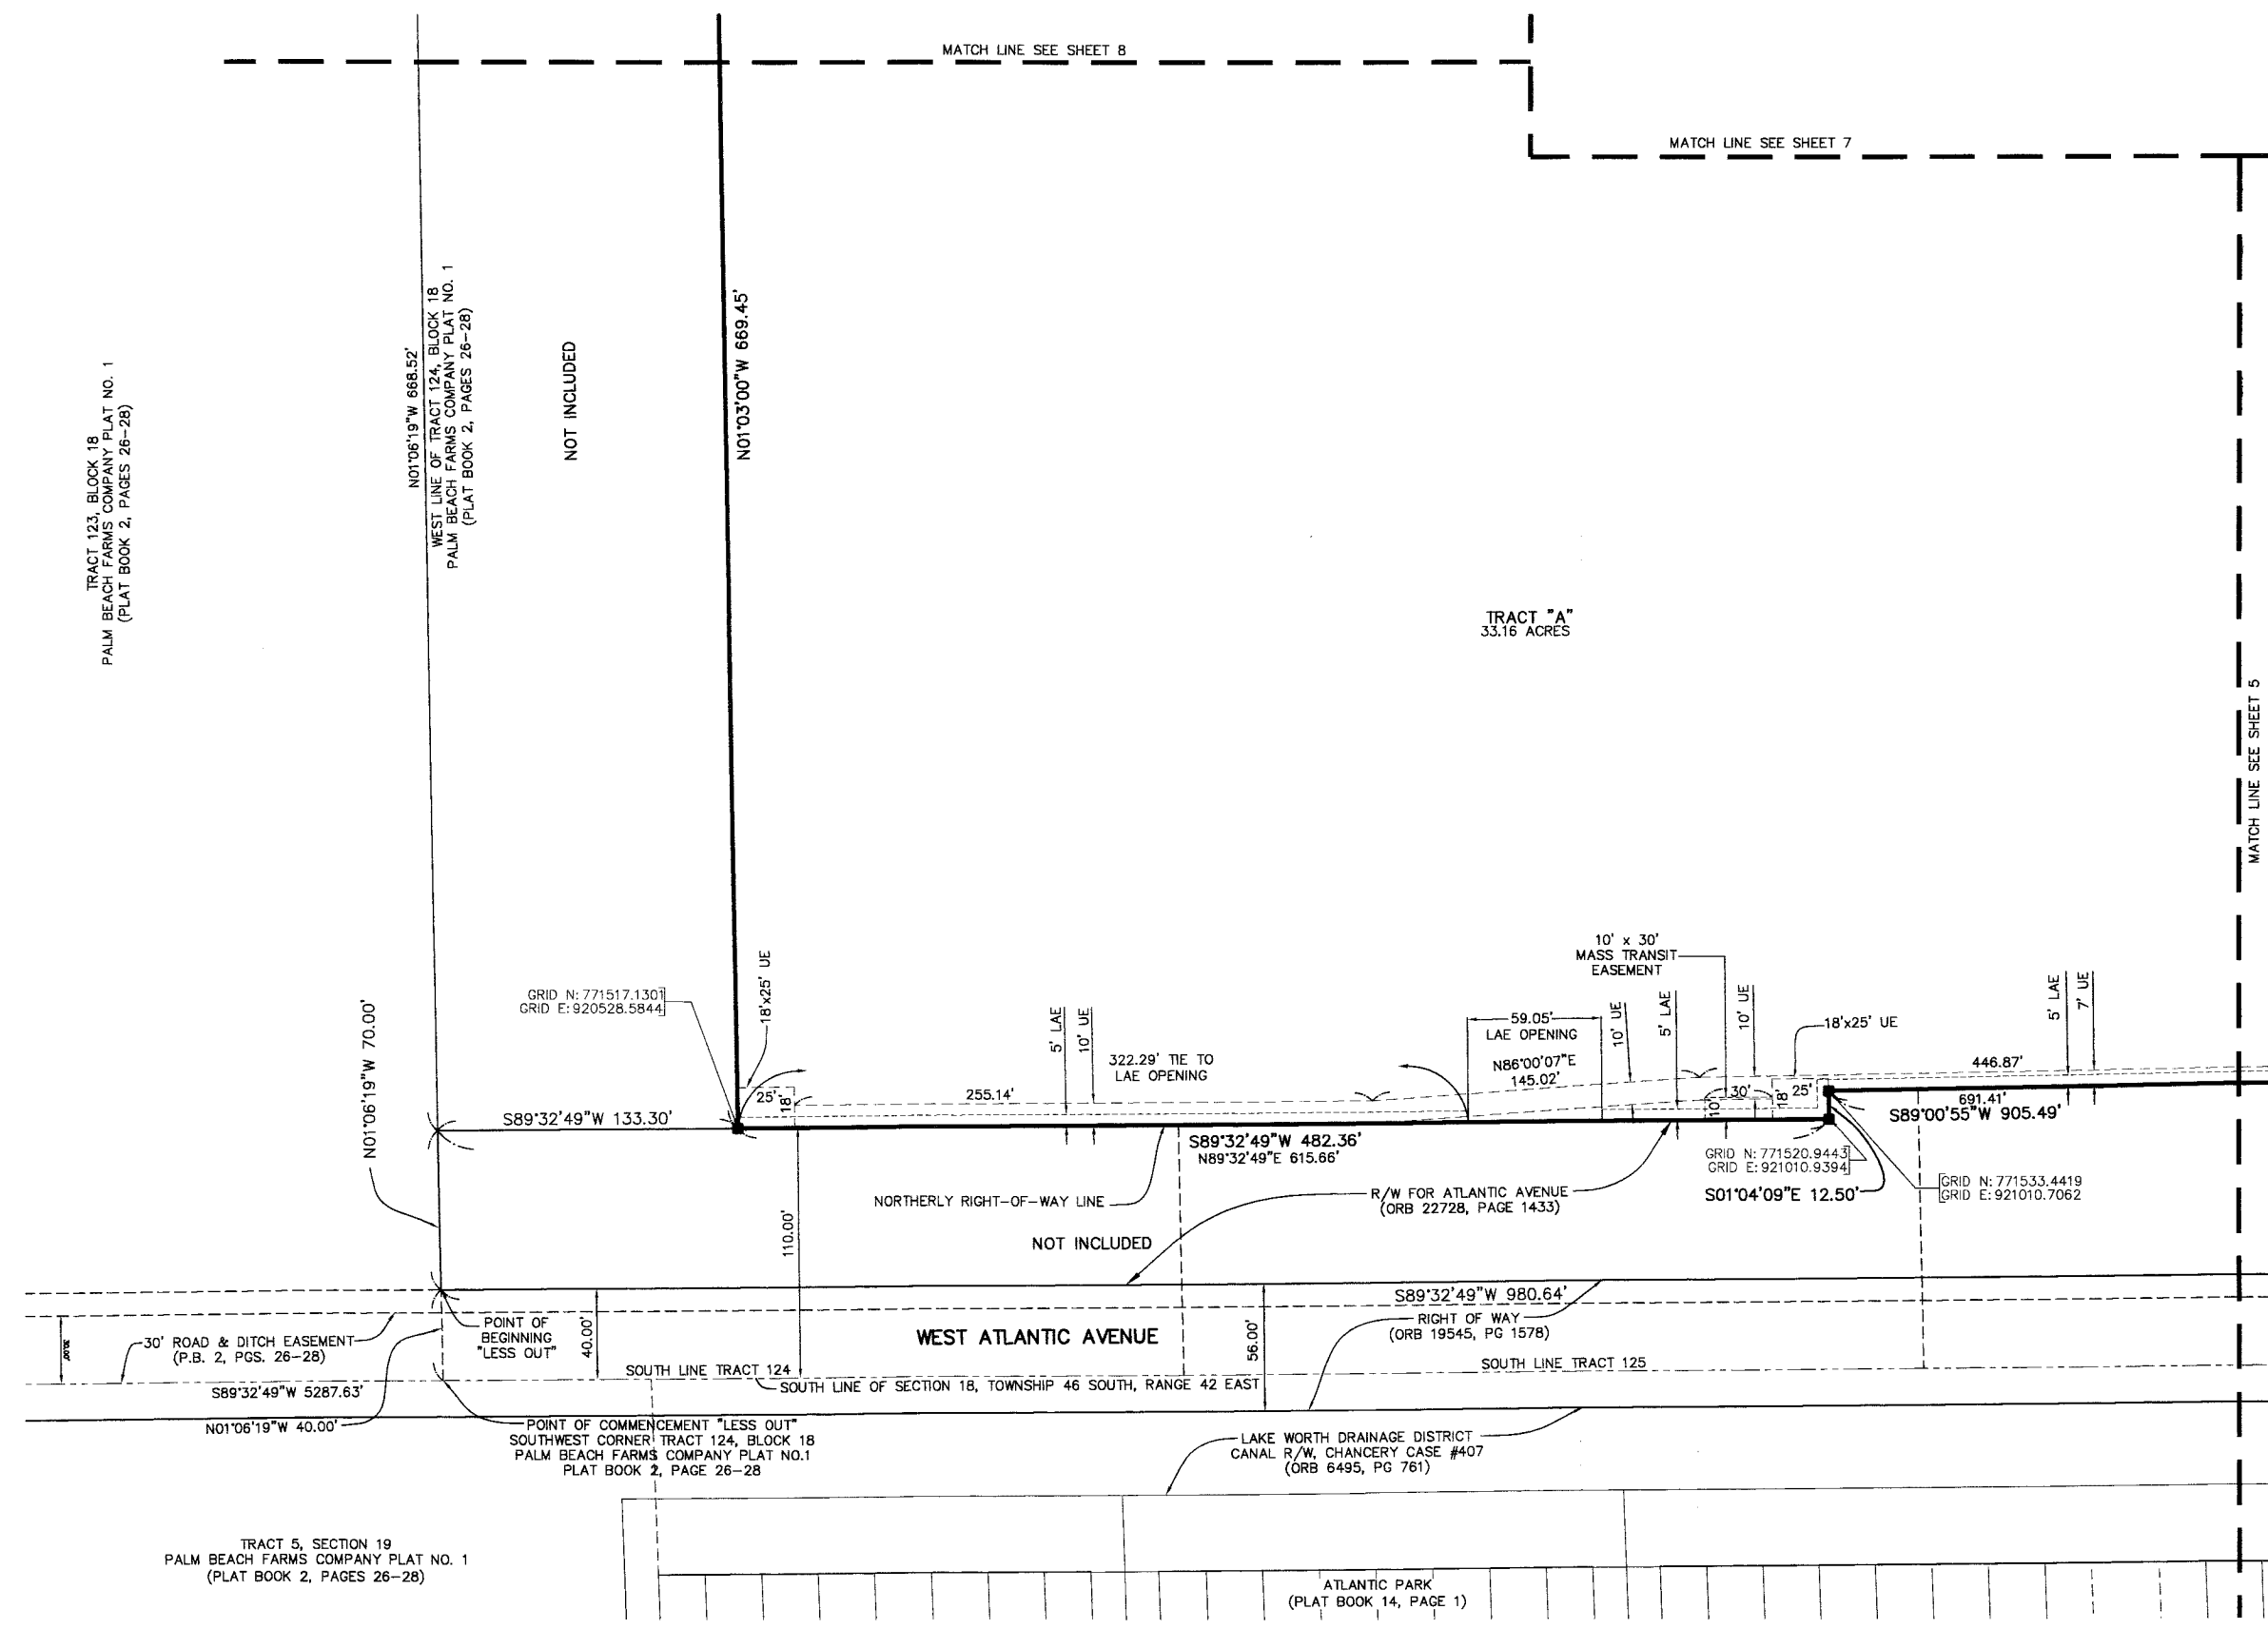 MATCH LINE SEE SHEET 8
MATCH LINE SEE SHEET 7
MATCH LINE SEE SHEET 5
TRACT 123, BLOCK 18
PALM BEACH FARMS COMPANY PLAT NO. 1
(PLAT BOOK 2, PAGES 26-28)
N01°06'19"W 668.52'
WEST LINE OF TRACT 124, BLOCK 18
PALM BEACH FARMS COMPANY PLAT NO. 1
(PLAT BOOK 2, PAGES 26-28)
NOT INCLUDED
N01°03'00"W 669.45'
TRACT "A"
33.16 ACRES
N01°06'19"W 70.00'
GRID N: 771517.1301
GRID E: 920528.5844
18'x25' UE
25'
18'
S89°32'49"W 133.30'
255.14'
5' LAE
10' UE
322.29' TIE TO
LAE OPENING
59.05'
LAE OPENING
N86°00'07"E
145.02'
10' x 30'
MASS TRANSIT
EASEMENT
10' UE
5' LAE
10' UE
18'x25' UE
10'
30'
18'
25'
5' LAE
7' UE
446.87'
691.41'
S89°00'55"W 905.49'
S89°32'49"W 482.36'
N89°32'49"E 615.66'
GRID N: 771520.9443
GRID E: 921010.9394
S01°04'09"E 12.50'
GRID N: 771533.4419
GRID E: 921010.7062
NORTHERLY RIGHT-OF-WAY LINE
R/W FOR ATLANTIC AVENUE
(ORB 22728, PAGE 1433)
110.00'
NOT INCLUDED
S89°32'49"W 980.64'
RIGHT OF WAY
(ORB 19545, PG 1578)
30.00'
30' ROAD & DITCH EASEMENT
(P.B. 2, PGS. 26-28)
POINT OF
BEGINNING
"LESS OUT"
40.00'
WEST ATLANTIC AVENUE
56.00'
SOUTH LINE TRACT 124
SOUTH LINE TRACT 125
SOUTH LINE OF SECTION 18, TOWNSHIP 46 SOUTH, RANGE 42 EAST
S89°32'49"W 5287.63'
N01°06'19"W 40.00'
POINT OF COMMENCEMENT "LESS OUT"
SOUTHWEST CORNER TRACT 124, BLOCK 18
PALM BEACH FARMS COMPANY PLAT NO.1
PLAT BOOK 2, PAGE 26-28
LAKE WORTH DRAINAGE DISTRICT
CANAL R/W, CHANCERY CASE #407
(ORB 6495, PG 761)
TRACT 5, SECTION 19
PALM BEACH FARMS COMPANY PLAT NO. 1
(PLAT BOOK 2, PAGES 26-28)
ATLANTIC PARK
(PLAT BOOK 14, PAGE 1)